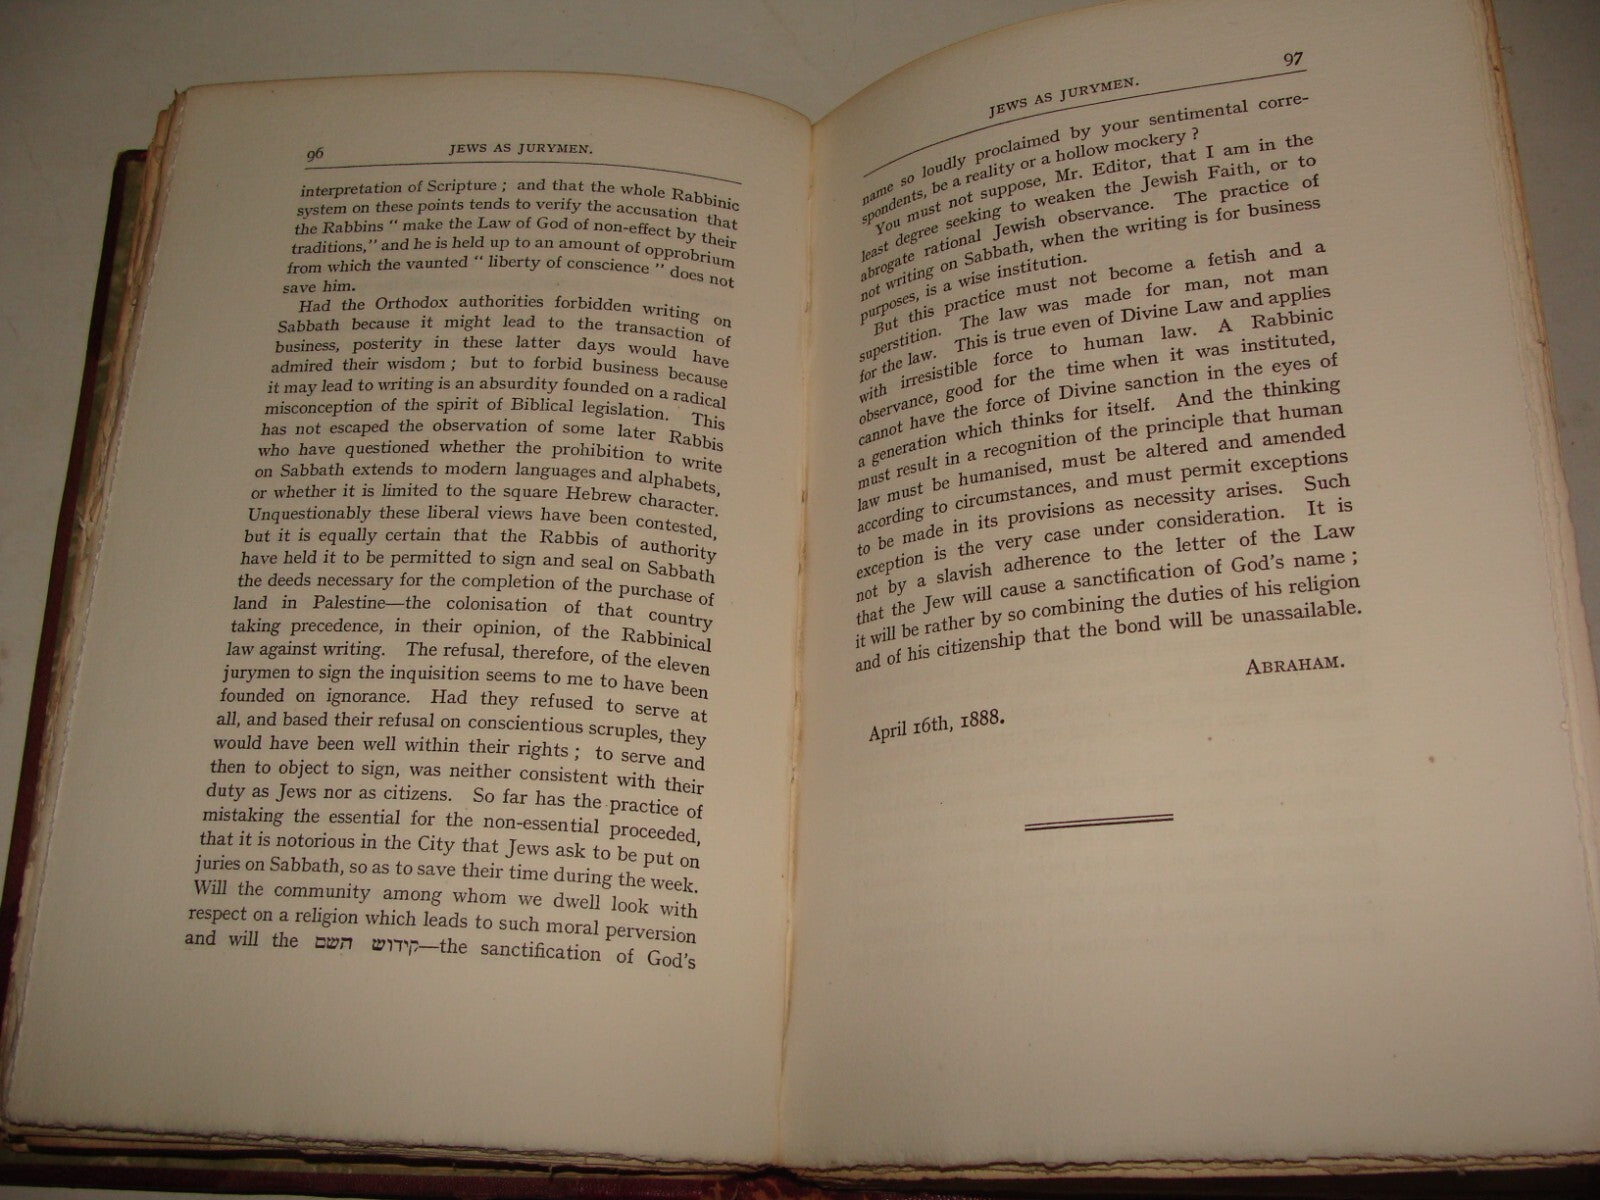 96
JEWS AS JURYMEN.
interpretation of Scripture ; and that the whole Rabbinic
system on these points tends to verify the accusation that
the Rabbins " make the Law of God of non-effect by their
traditions," and he is held up to an amount of opprobrium
from which the vaunted " liberty of conscience " does not
save him.
Had the Orthodox authorities forbidden writing on
Sabbath because it might lead to the transaction of
business, posterity in these latter days would have
admired their wisdom ; but to forbid business because
it may lead to writing is an absurdity founded on a radical
misconception of the spirit of Biblical legislation. This
has not escaped the observation of some later Rabbis
who have questioned whether the prohibition to write
on Sabbath extends to modern languages and alphabets,
or whether it is limited to the square Hebrew character.
Unquestionably these liberal views have been contested,
but it is equally certain that the Rabbis of authority
have held it to be permitted to sign and seal on Sabbath
the deeds necessary for the completion of the purchase of
land in Palestine—the colonisation of that country
taking precedence, in their opinion, of the Rabbinical
law against writing. The refusal, therefore, of the eleven
jurymen to sign the inquisition seems to me to have been
founded on ignorance. Had they refused to serve at
all, and based their refusal on conscientious scruples, they
would have been well within their rights ; to serve and
then to object to sign, was neither consistent with their
duty as Jews nor as citizens. So far has the practice of
mistaking the essential for the non-essential proceeded,
that it is notorious in the City that Jews ask to be put on
juries on Sabbath, so as to save their time during the week.
Will the community among whom we dwell look with
respect on a religion which leads to such moral perversion
and will the קידוש השם—the sanctification of God's
JEWS AS JURYMEN.
97
name so loudly proclaimed by your sentimental corre-
spondents, be a reality or a hollow mockery ?
You must not suppose, Mr. Editor, that I am in the
least degree seeking to weaken the Jewish Faith, or to
abrogate rational Jewish observance. The practice of
not writing on Sabbath, when the writing is for business
purposes, is a wise institution.
But this practice must not become a fetish and a
superstition. The law was made for man, not man
for the law. This is true even of Divine Law and applies
with irresistible force to human law. A Rabbinic
observance, good for the time when it was instituted,
cannot have the force of Divine sanction in the eyes of
a generation which thinks for itself. And the thinking
must result in a recognition of the principle that human
law must be humanised, must be altered and amended
according to circumstances, and must permit exceptions
to be made in its provisions as necessity arises. Such
exception is the very case under consideration. It is
not by a slavish adherence to the letter of the Law
that the Jew will cause a sanctification of God's name ;
it will be rather by so combining the duties of his religion
and of his citizenship that the bond will be unassailable.
ABRAHAM.
April 16th, 1888.